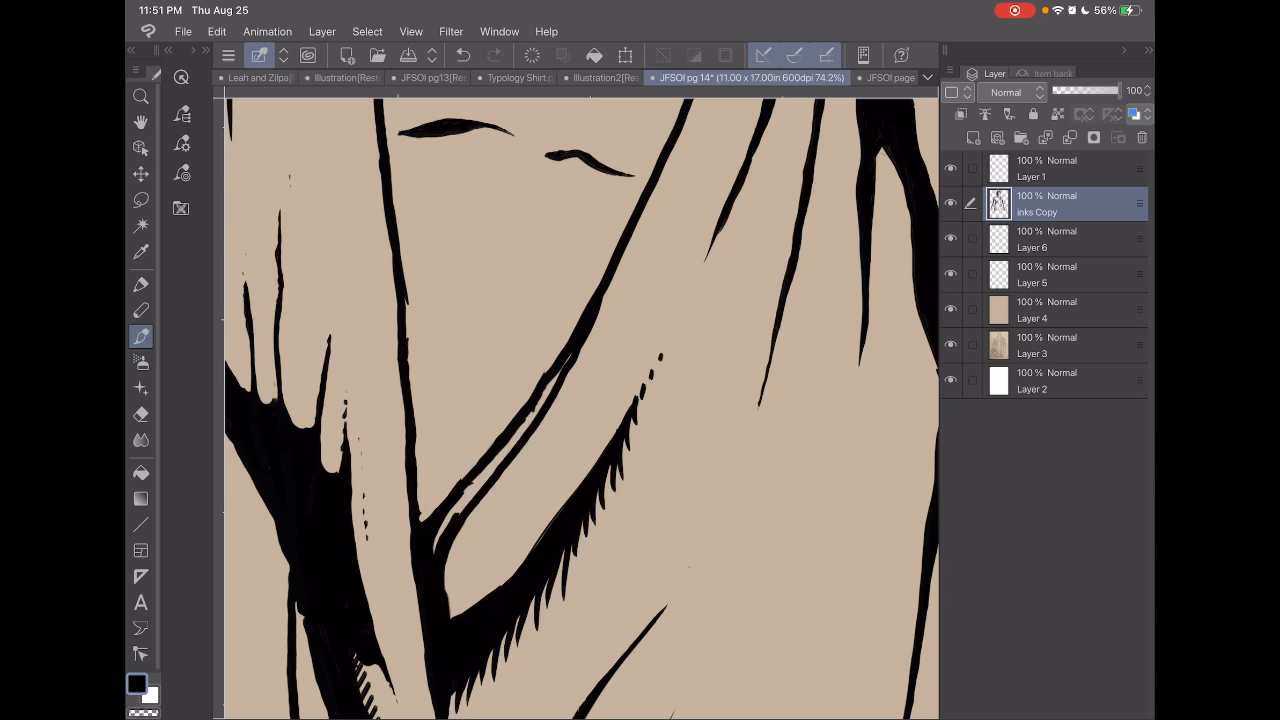 11:51 PM Thu Aug 25
56%
File Edit Animation Layer Select View Filter Window Help
Leah and Zilpa[ Illustration[Rest JFSOI pg13[Re: Typology Shirt: Illustration2[Res JFSOI pg 14* (11.00 x 17.00in 600dpi 74.2%) JFSOI page
Layer Item bank
Normal 100
100 % Normal
Layer 1
100 % Normal
inks Copy
100 % Normal
Layer 6
100 % Normal
Layer 5
100 % Normal
Layer 4
100 % Normal
Layer 3
100 % Normal
Layer 2